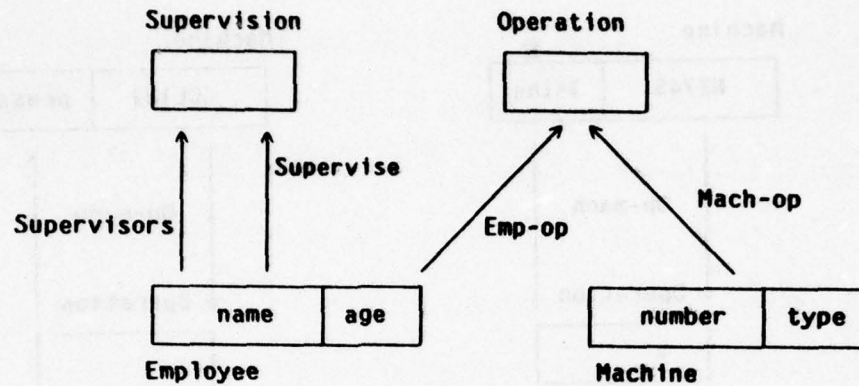 Supervision
Operation
Supervise
Supervisors
Emp-op
Mach-op
name age
number type
Employee
Machine